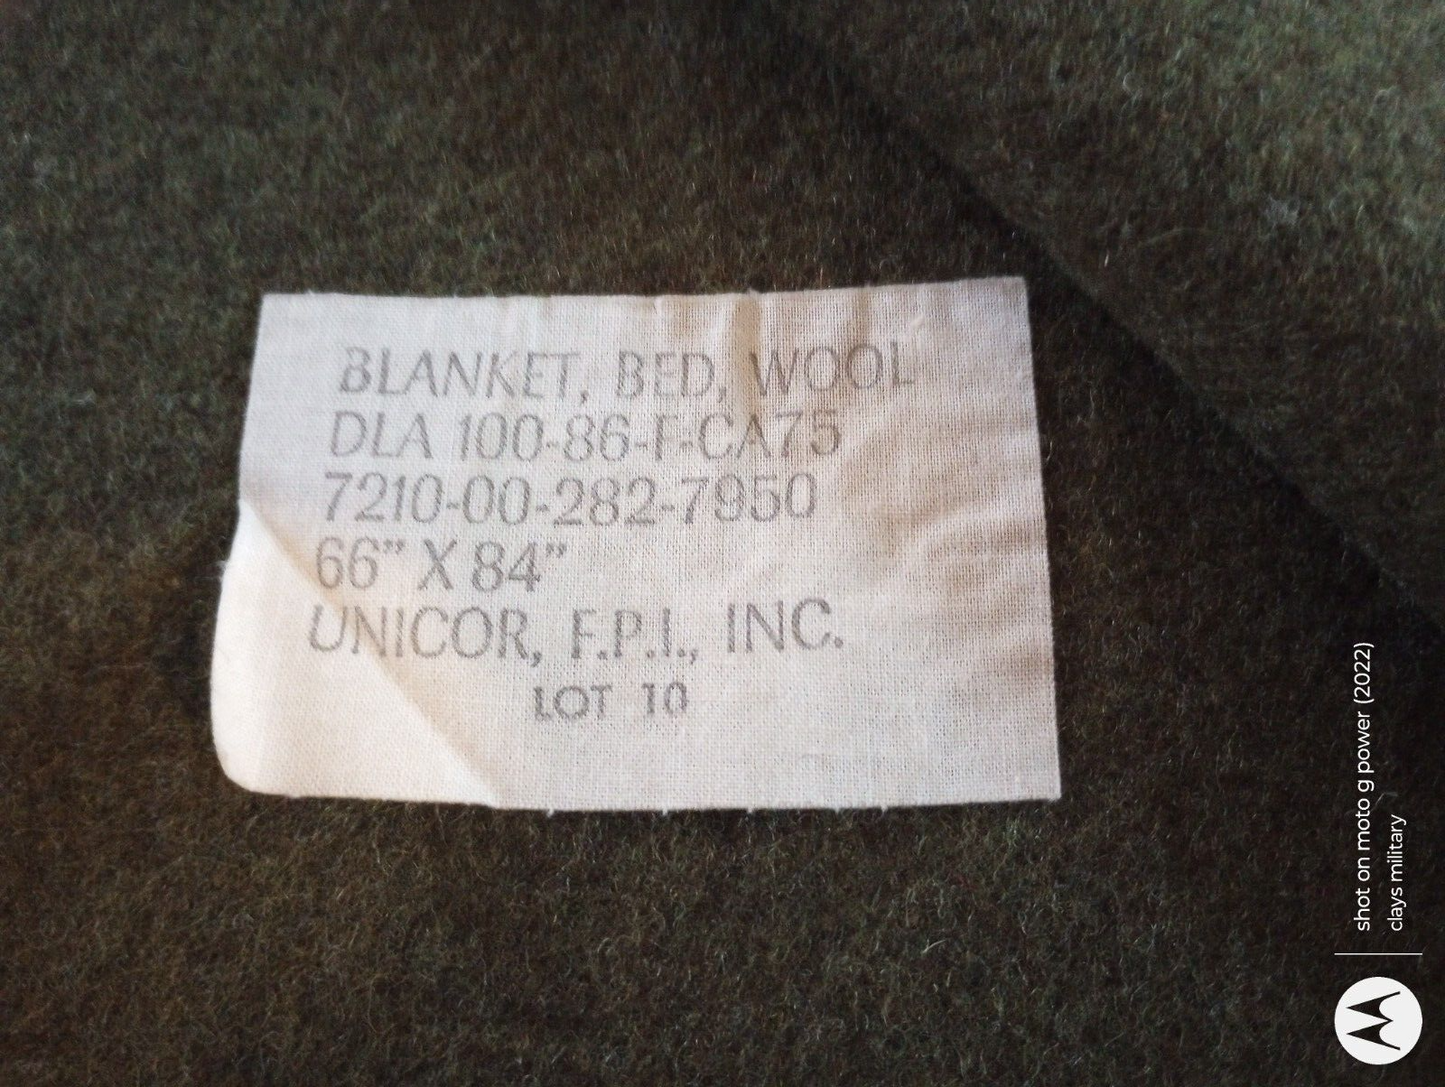 BLANKET, BED, WOOL
DLA 100-86-F-CA75
7210-00-282-7950
66” X 84”
UNICOR, F.P.I., INC.
LOT 10
shot on moto g power (2022)
clays military